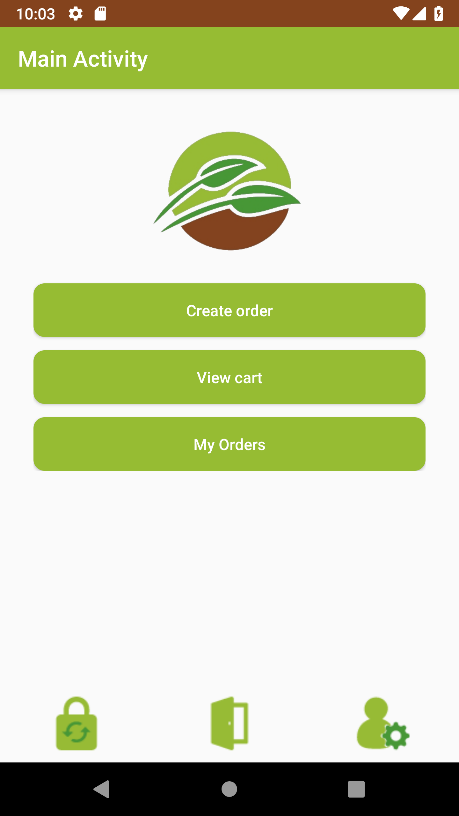 10:03
Main Activity
Create order
View cart
My Orders